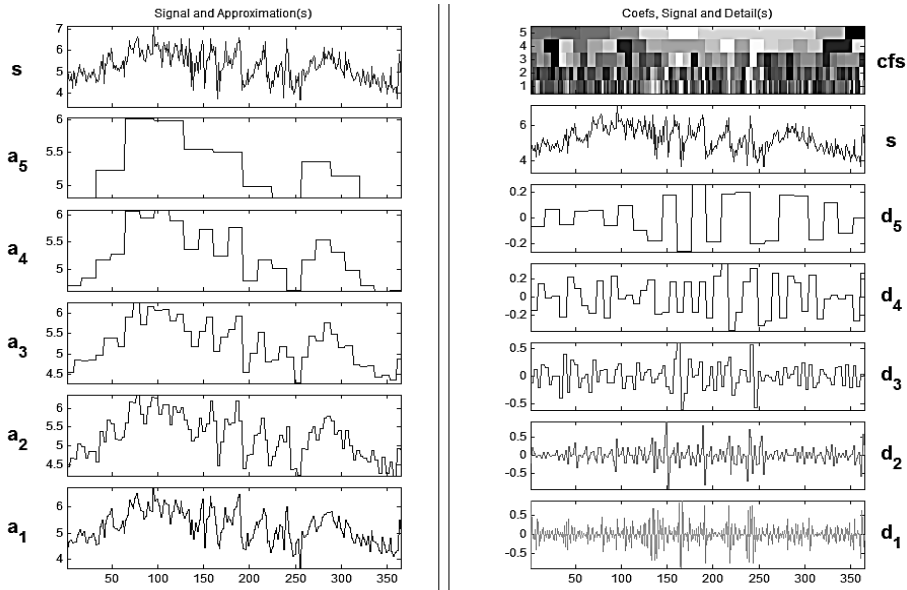 Signal and Approximation(s)
s
7
6
5
4
a5
6
5.5
5
a4
6
5.5
5
a3
6
5.5
5
4.5
a2
6
5.5
5
4.5
a1
6
5
4
50 100 150 200 250 300 350
Coefs, Signal and Detail(s)
5
4
3
2
1
cfs
6
4
s
0.2
0
-0.2
d5
0.2
0
-0.2
d4
0.5
0
-0.5
d3
0.5
0
-0.5
d2
0.5
0
-0.5
d1
50 100 150 200 250 300 350